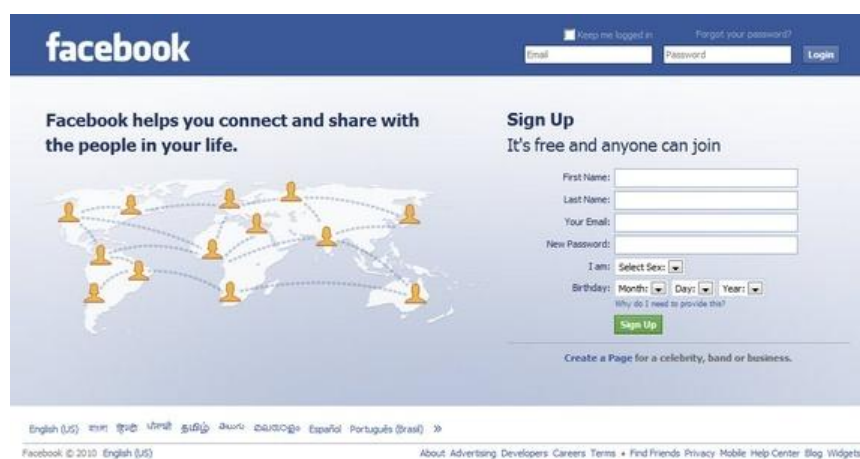 facebook
Keep me logged in Forgot your password?
Email Password Login
Facebook helps you connect and share with
the people in your life.
Sign Up
It's free and anyone can join
First Name:
Last Name:
Your Email:
New Password:
I am: Select Sex:
Birthday: Month: Day: Year:
Why do I need to provide this?
Sign Up
Create a Page for a celebrity, band or business.
English (US) বাংলা हिन्दी ਪੰਜਾਬੀ தமிழ் తెలుగు മലയാളം Español Português (Brasil) »
Facebook © 2010 English (US)
About Advertising Developers Careers Terms • Find Friends Privacy Mobile Help Center Blog Widgets